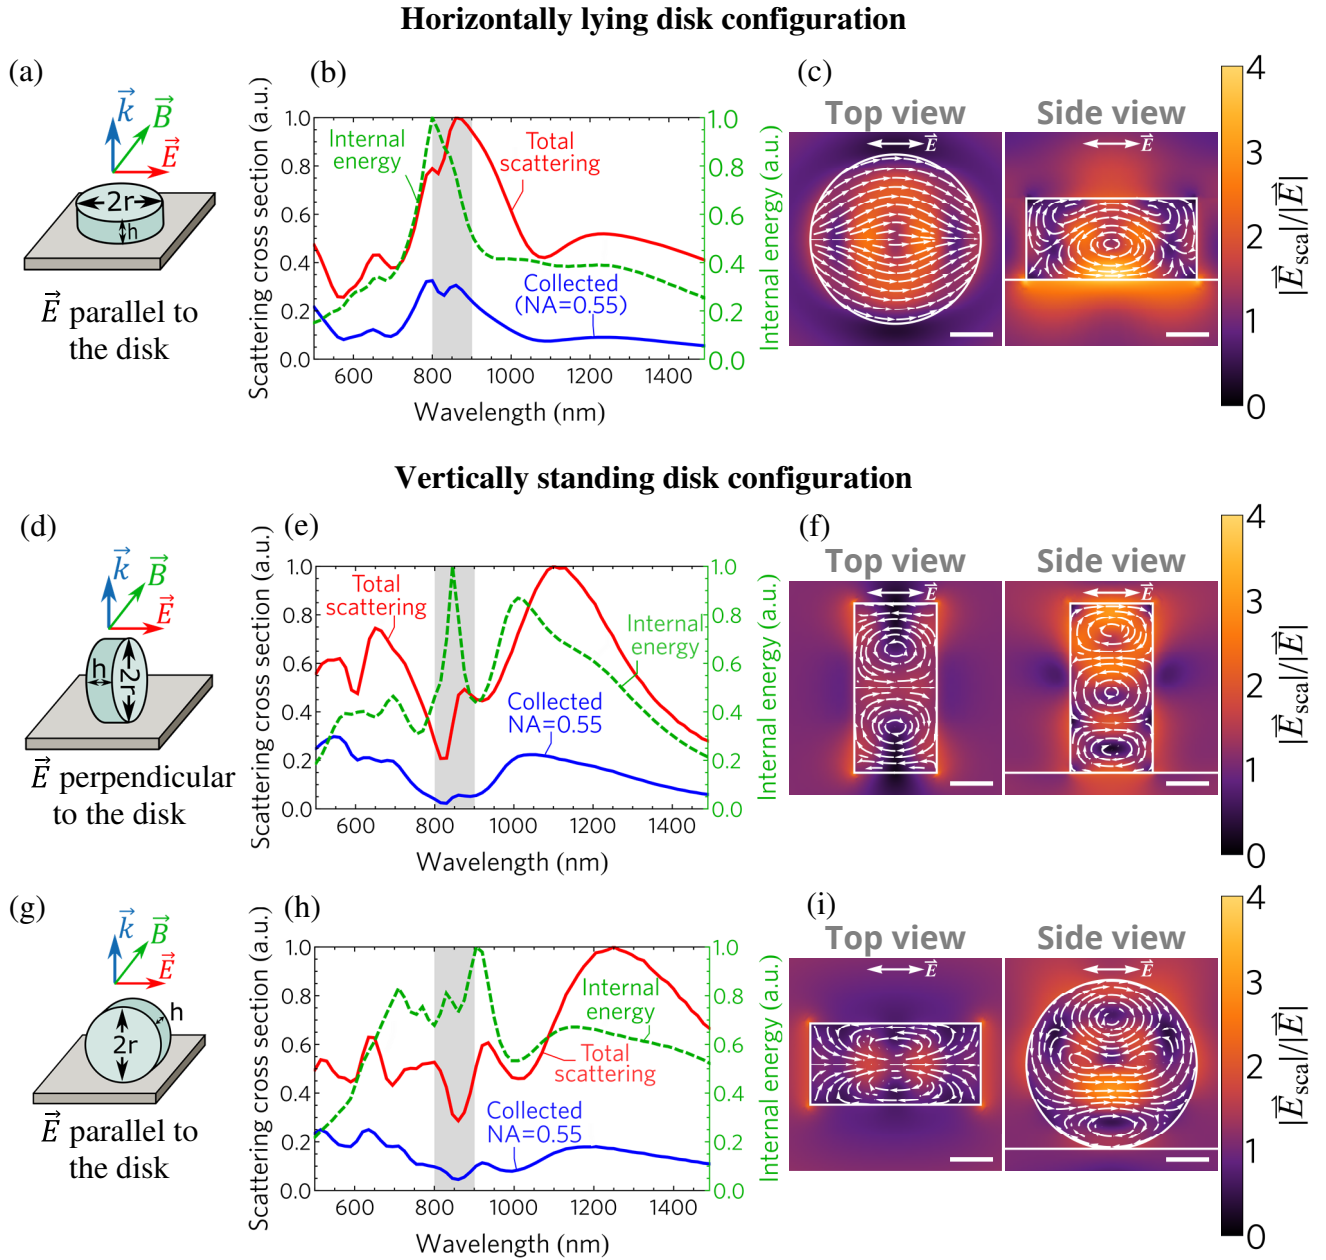 Horizontally lying disk configuration
(a)
k⃗
B⃗
E⃗
2r
h
E⃗ parallel to
the disk
(b)
Scattering cross section (a.u.)
1.0
0.8
0.6
0.4
0.2
0.0
Internal
energy
Total
scattering
Collected
(NA=0.55)
1.0
0.8
0.6
0.4
0.2
0.0
Internal energy (a.u.)
600 800 1000 1200 1400
Wavelength (nm)
(c)
Top view Side view
E⃗ E⃗
4
3
2
1
0
|E⃗sca|/|E⃗|
Vertically standing disk configuration
(d)
k⃗
B⃗
E⃗
h
2r
E⃗ perpendicular
to the disk
(e)
Scattering cross section (a.u.)
1.0
0.8
0.6
0.4
0.2
0.0
Total
scattering
Internal
energy
Collected
NA=0.55
1.0
0.8
0.6
0.4
0.2
0.0
Internal energy (a.u.)
600 800 1000 1200 1400
Wavelength (nm)
(f)
Top view Side view
E⃗ E⃗
4
3
2
1
0
|E⃗sca|/|E⃗|
(g)
k⃗
B⃗
E⃗
h
2r
E⃗ parallel to
the disk
(h)
Scattering cross section (a.u.)
1.0
0.8
0.6
0.4
0.2
0.0
Internal
energy
Total
scattering
Collected
NA=0.55
1.0
0.8
0.6
0.4
0.2
0.0
Internal energy (a.u.)
600 800 1000 1200 1400
Wavelength (nm)
(i)
Top view Side view
E⃗ E⃗
4
3
2
1
0
|E⃗sca|/|E⃗|